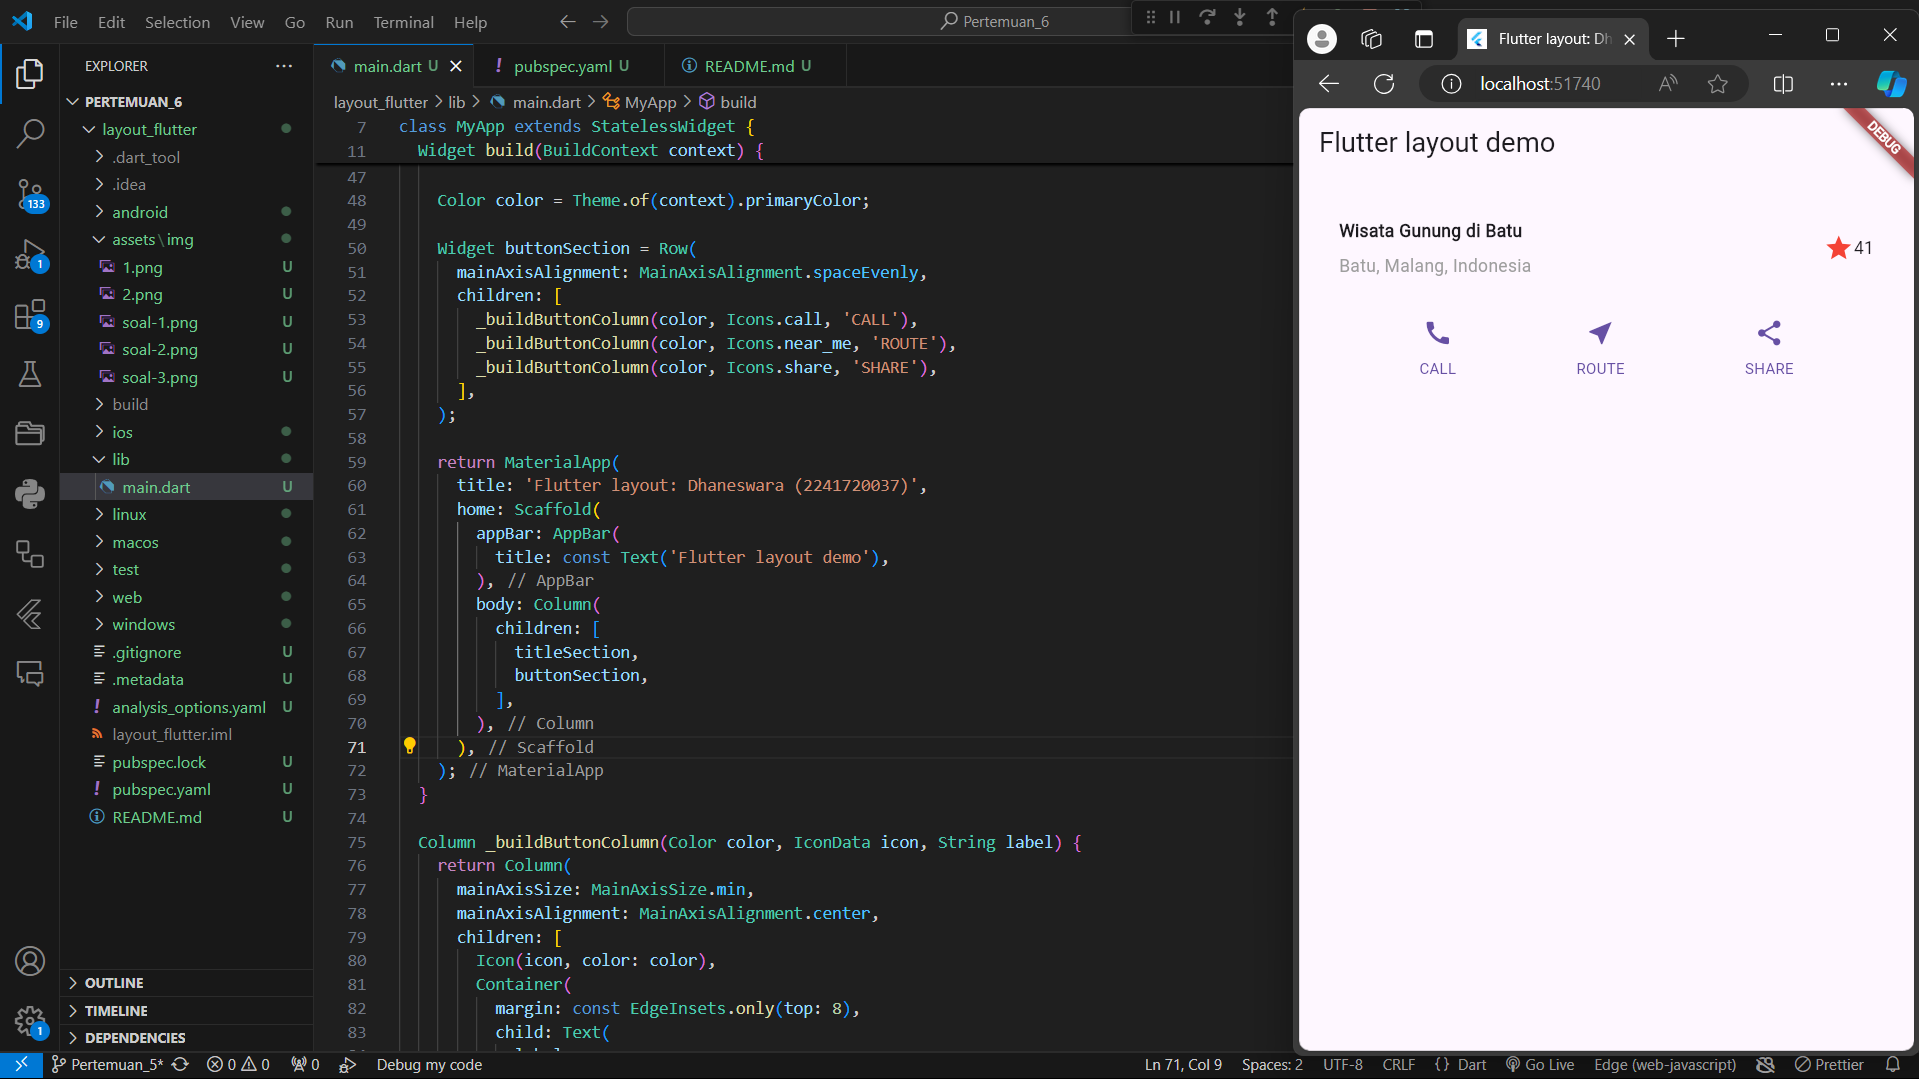 File Edit Selection View Go Run Terminal Help
Pertemuan_6
EXPLORER
PERTEMUAN_6
layout_flutter
.dart_tool
.idea
android
assets\img
1.png U
2.png U
soal-1.png U
soal-2.png U
soal-3.png U
build
ios
lib
main.dart U
linux
macos
test
web
windows
.gitignore U
.metadata U
analysis_options.yaml U
layout_flutter.iml
pubspec.lock U
pubspec.yaml U
README.md U
OUTLINE
TIMELINE
DEPENDENCIES
133
1
9
1
main.dart U
pubspec.yaml U
README.md U
layout_flutter > lib > main.dart > MyApp > build
7 class MyApp extends StatelessWidget {
11 Widget build(BuildContext context) {
47
48 Color color = Theme.of(context).primaryColor;
49
50 Widget buttonSection = Row(
51 mainAxisAlignment: MainAxisAlignment.spaceEvenly,
52 children: [
53 _buildButtonColumn(color, Icons.call, 'CALL'),
54 _buildButtonColumn(color, Icons.near_me, 'ROUTE'),
55 _buildButtonColumn(color, Icons.share, 'SHARE'),
56 ],
57 );
58
59 return MaterialApp(
60 title: 'Flutter layout: Dhaneswara (2241720037)',
61 home: Scaffold(
62 appBar: AppBar(
63 title: const Text('Flutter layout demo'),
64 ), // AppBar
65 body: Column(
66 children: [
67 titleSection,
68 buttonSection,
69 ],
70 ), // Column
71 ), // Scaffold
72 ); // MaterialApp
73 }
74
75 Column _buildButtonColumn(Color color, IconData icon, String label) {
76 return Column(
77 mainAxisSize: MainAxisSize.min,
78 mainAxisAlignment: MainAxisAlignment.center,
79 children: [
80 Icon(icon, color: color),
81 Container(
82 margin: const EdgeInsets.only(top: 8),
83 child: Text(
Flutter layout: Dh
localhost:51740
Flutter layout demo
DEBUG
Wisata Gunung di Batu
Batu, Malang, Indonesia
41
CALL ROUTE SHARE
Pertemuan_5* 0 0 0 Debug my code Ln 71, Col 9 Spaces: 2 UTF-8 CRLF {} Dart Go Live Edge (web-javascript) Prettier